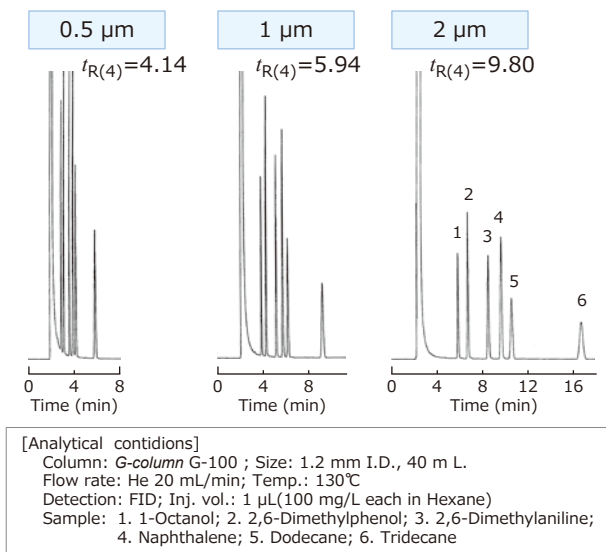 0.5 µm
1 µm
2 µm
tR(4)=4.14
tR(4)=5.94
tR(4)=9.80
1
2
3
4
5
6
0 4 8
Time (min)
0 4 8
Time (min)
0 4 8 12 16
Time (min)
[Analytical contidions]
Column: G-column G-100 ; Size: 1.2 mm I.D., 40 m L.
Flow rate: He 20 mL/min; Temp.: 130℃
Detection: FID; Inj. vol.: 1 µL(100 mg/L each in Hexane)
Sample: 1. 1-Octanol; 2. 2,6-Dimethylphenol; 3. 2,6-Dimethylaniline;
4. Naphthalene; 5. Dodecane; 6. Tridecane